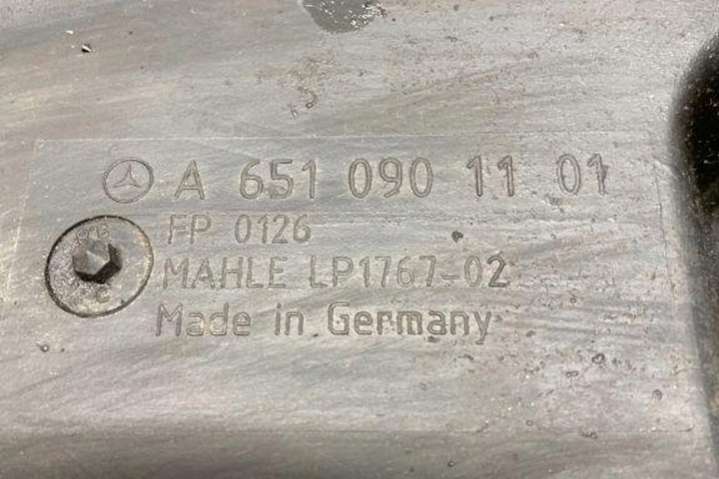 A 651 090 11 01
FP 0126
MAHLE LP1767-02
Made in Germany